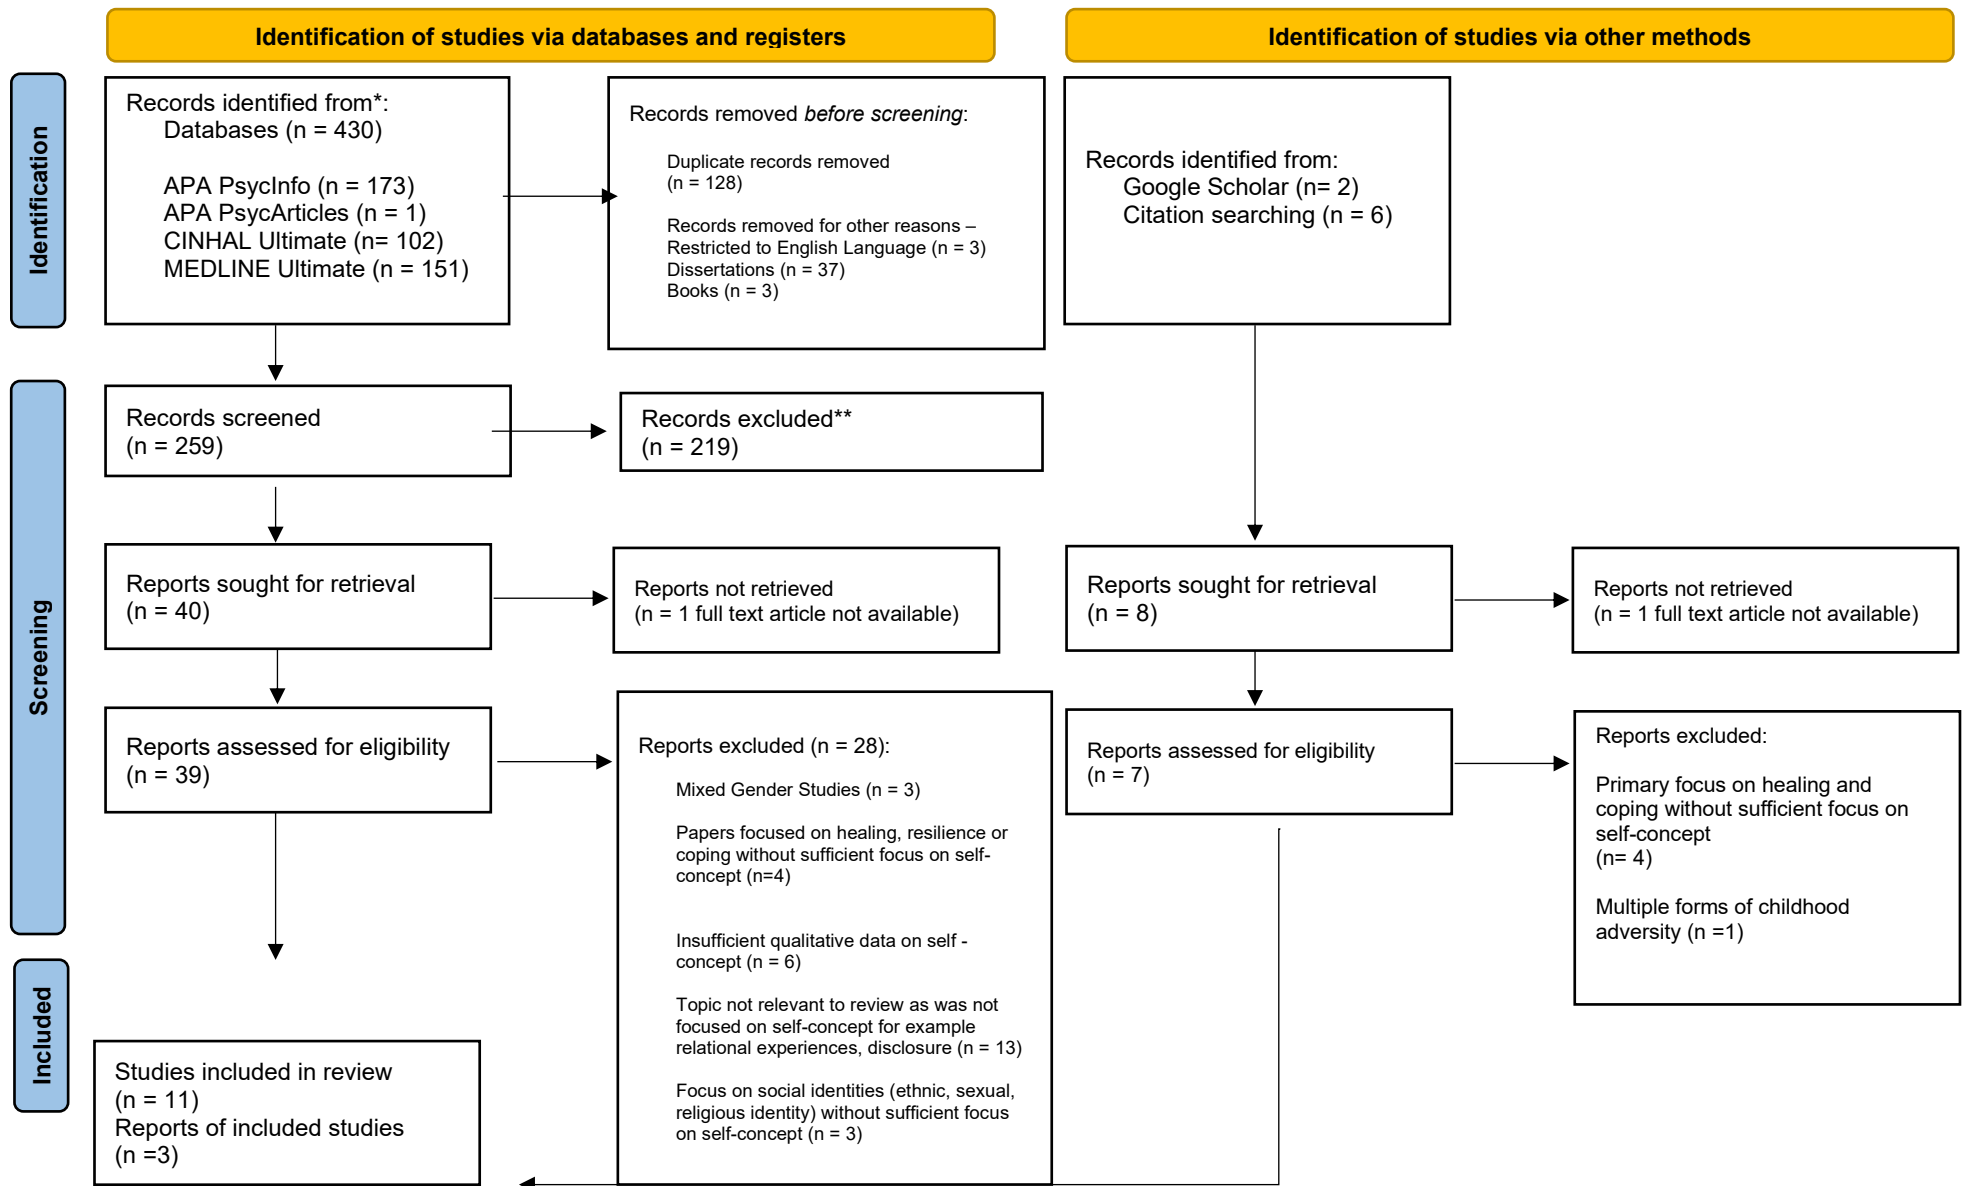 Identification of studies via databases and registers
Identification of studies via other methods
Identification
Records identified from*:
Databases (n = 430)
APA PsycInfo (n = 173)
APA PsycArticles (n = 1)
CINHAL Ultimate (n= 102)
MEDLINE Ultimate (n = 151)
Records removed before screening:
Duplicate records removed
(n = 128)
Records removed for other reasons –
Restricted to English Language (n = 3)
Dissertations (n = 37)
Books (n = 3)
Records identified from:
Google Scholar (n= 2)
Citation searching (n = 6)
Screening
Records screened
(n = 259)
Records excluded**
(n = 219)
Reports sought for retrieval
(n = 40)
Reports not retrieved
(n = 1 full text article not available)
Reports sought for retrieval
(n = 8)
Reports not retrieved
(n = 1 full text article not available)
Reports assessed for eligibility
(n = 39)
Reports excluded (n = 28):
Mixed Gender Studies (n = 3)
Papers focused on healing, resilience or
coping without sufficient focus on self-
concept (n=4)
Insufficient qualitative data on self -
concept (n = 6)
Topic not relevant to review as was not
focused on self-concept for example
relational experiences, disclosure (n = 13)
Focus on social identities (ethnic, sexual,
religious identity) without sufficient focus
on self-concept (n = 3)
Reports assessed for eligibility
(n = 7)
Reports excluded:
Primary focus on healing and
coping without sufficient focus on
self-concept
(n= 4)
Multiple forms of childhood
adversity (n =1)
Included
Studies included in review
(n = 11)
Reports of included studies
(n =3)